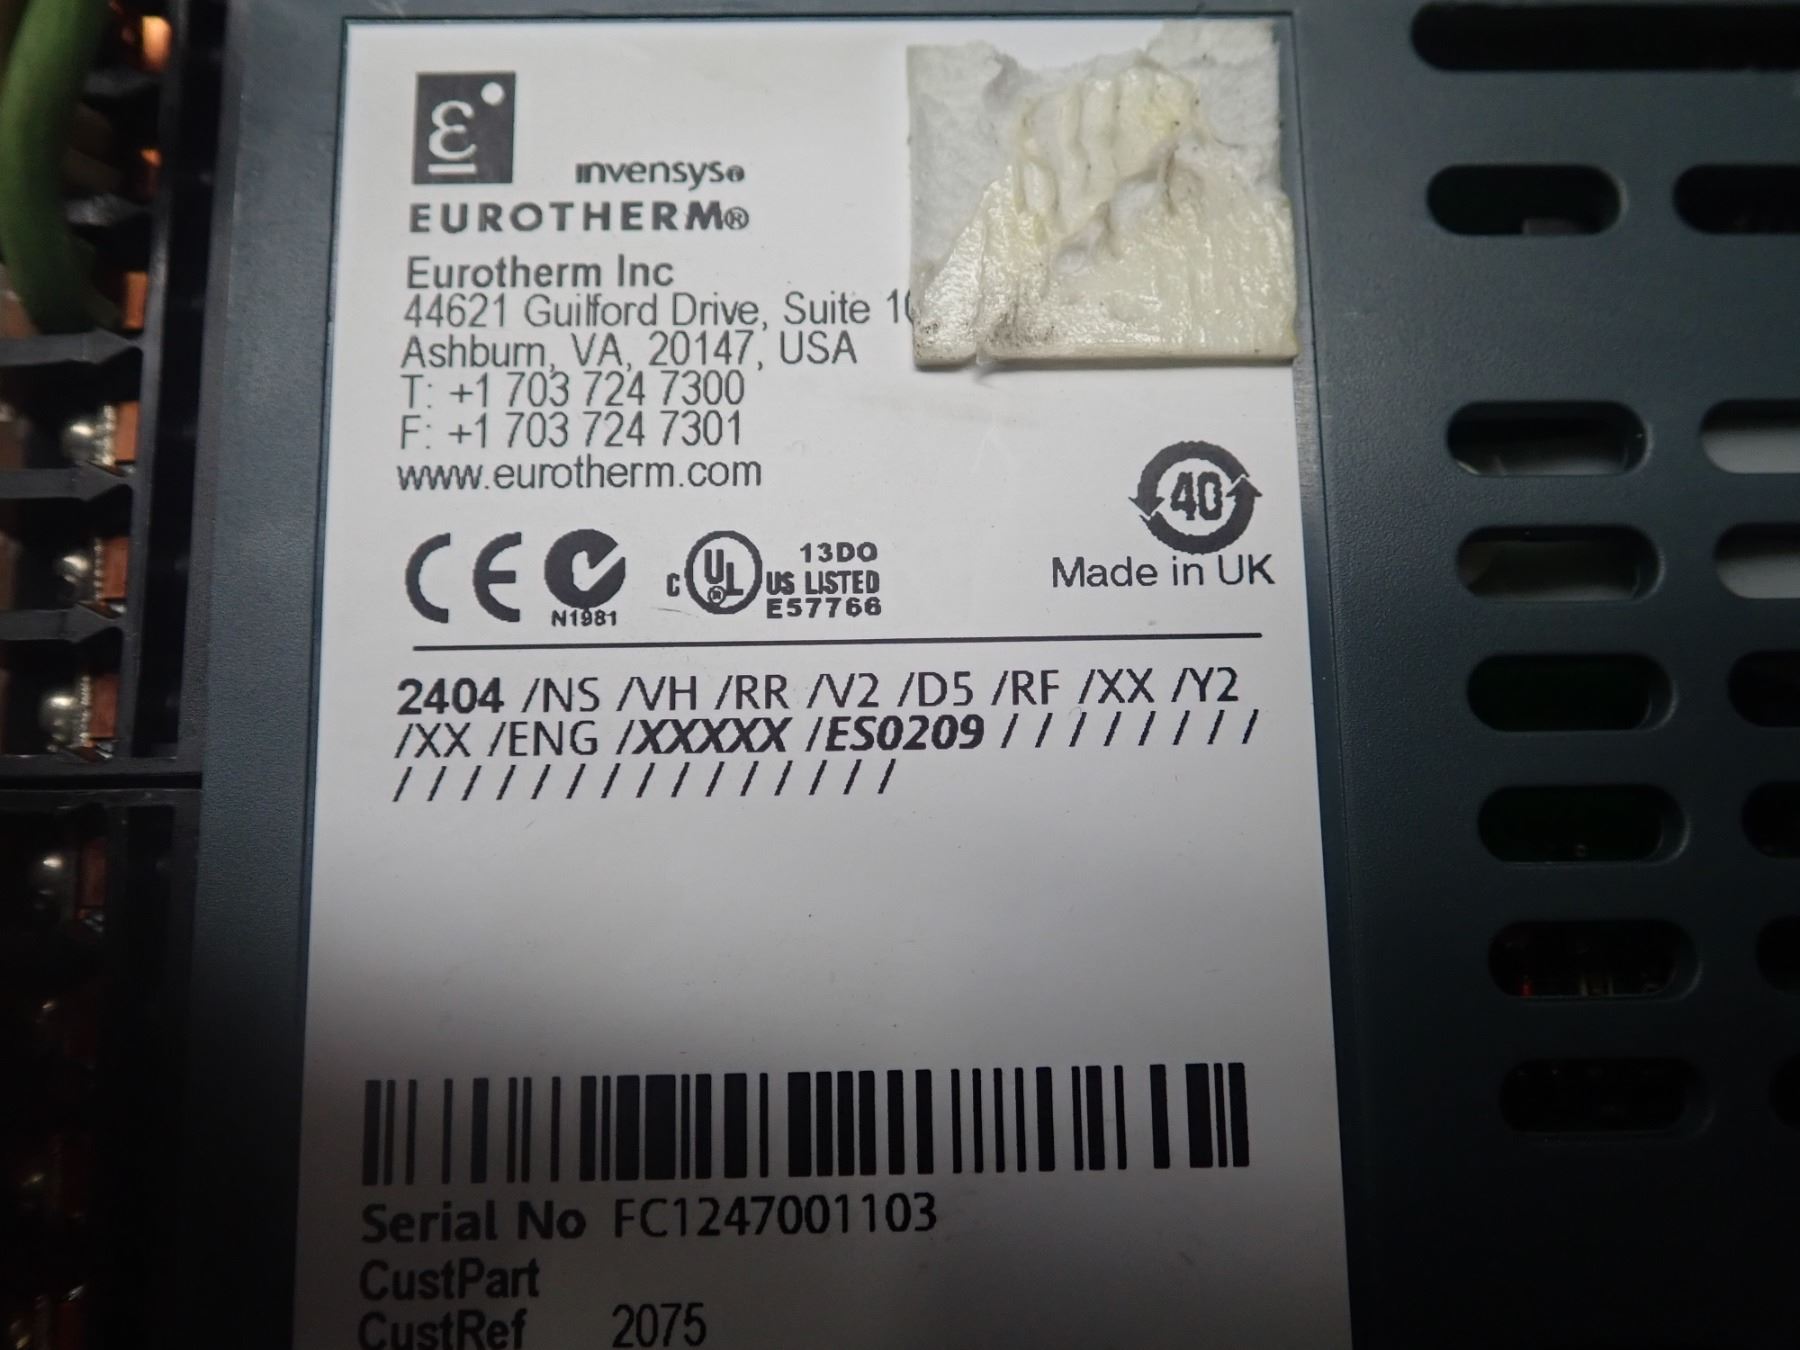 ε
invensys®
EUROTHERM®
Eurotherm Inc
44621 Guilford Drive, Suite
Ashburn, VA, 20147, USA
T: +1 703 724 7300
F: +1 703 724 7301
www.eurotherm.com
40
Made in UK
CE
N1981
C UL ® US LISTED
13DO
E57766
2404 /NS /VH /RR /V2 /D5 /RF /XX /Y2
/XX /ENG /XXXXX /ES0209 / / / / / / / /
/ / / / / / / / / / / / / / /
Serial No FC1247001103
CustPart
CustRef 2075